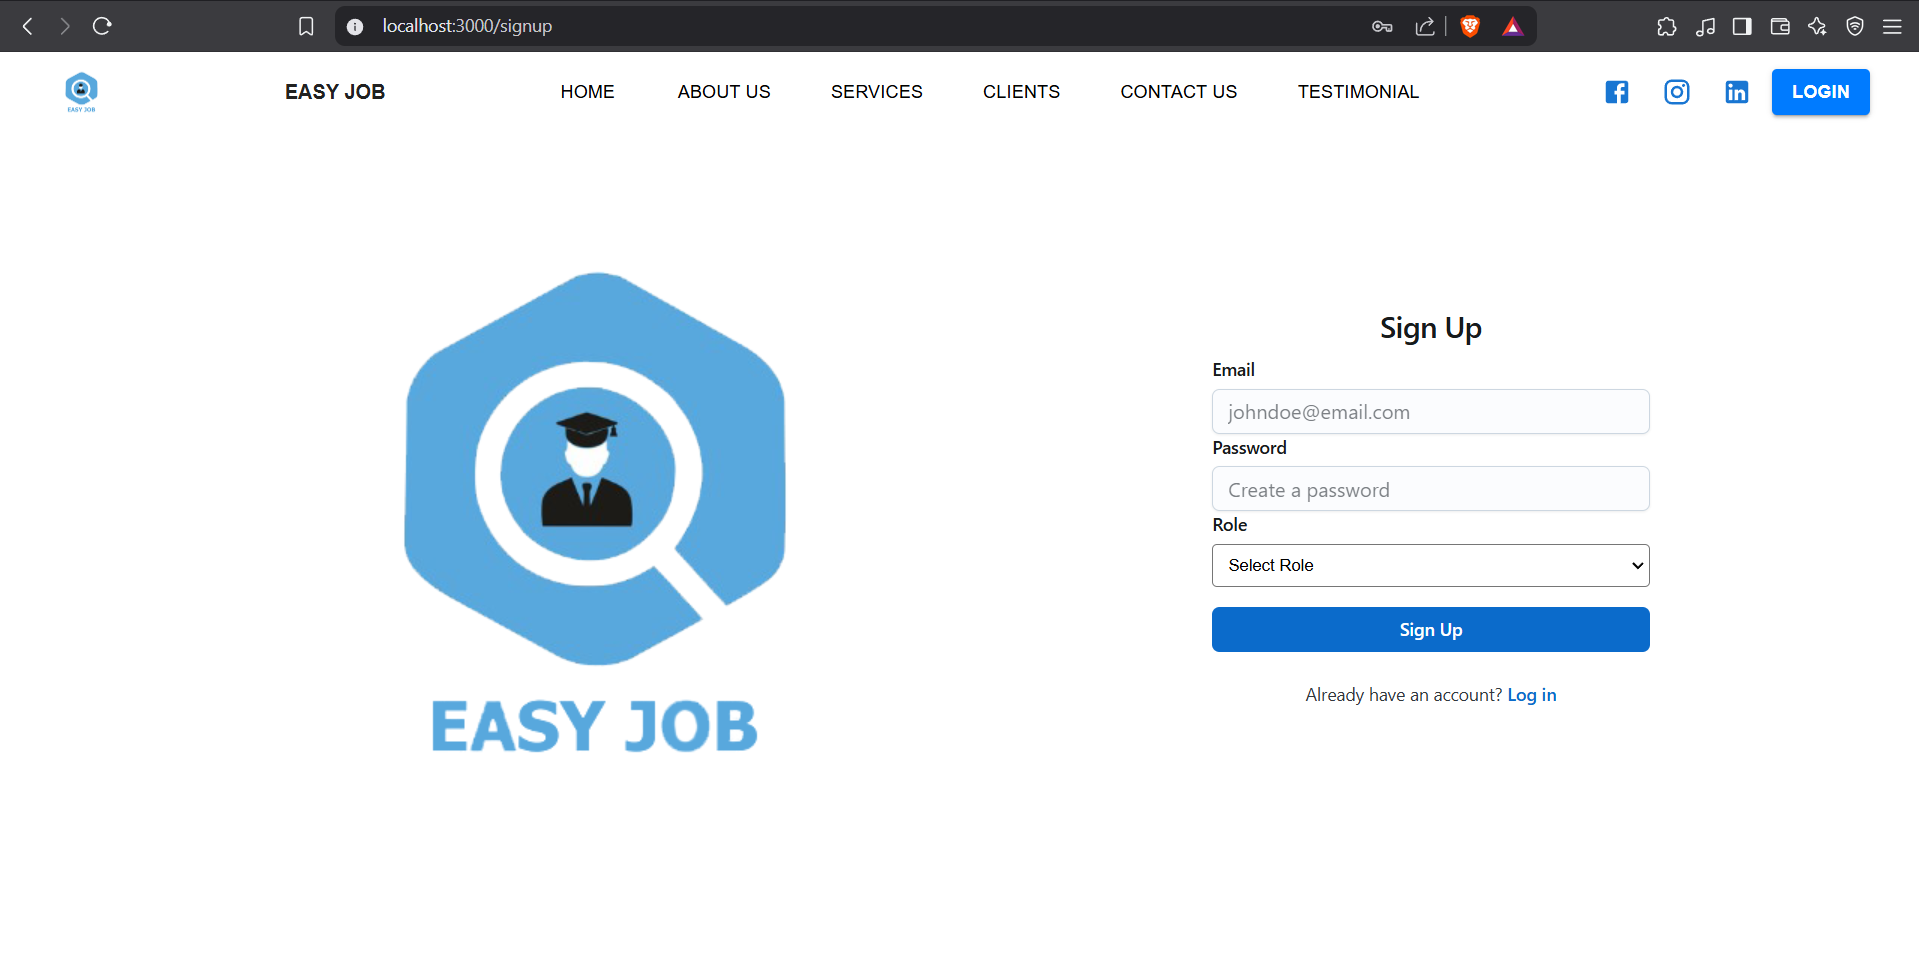 localhost:3000/signup
EASY JOB
EASY JOB HOME ABOUT US SERVICES CLIENTS CONTACT US TESTIMONIAL LOGIN
Sign Up
Email
johndoe@email.com
Password
Create a password
Role
Select Role
Sign Up
Already have an account? Log in
EASY JOB